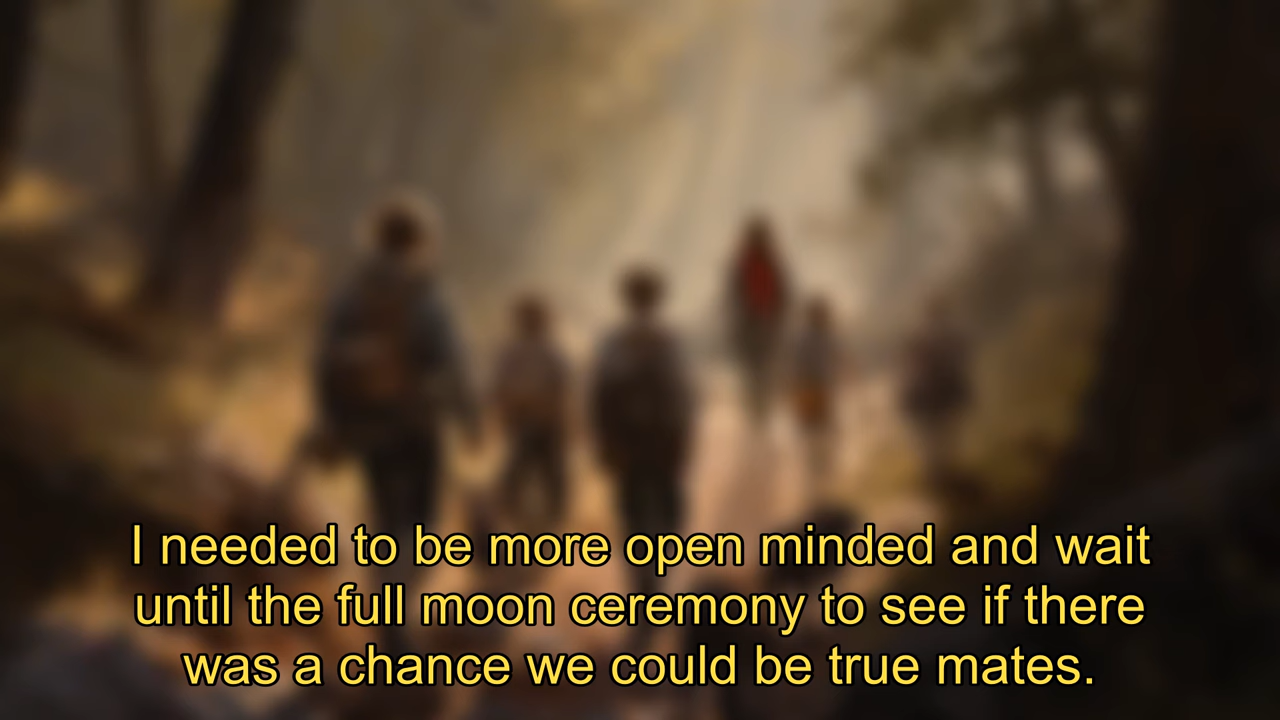 I needed to be more open minded and wait
until the full moon ceremony to see if there
was a chance we could be true mates.